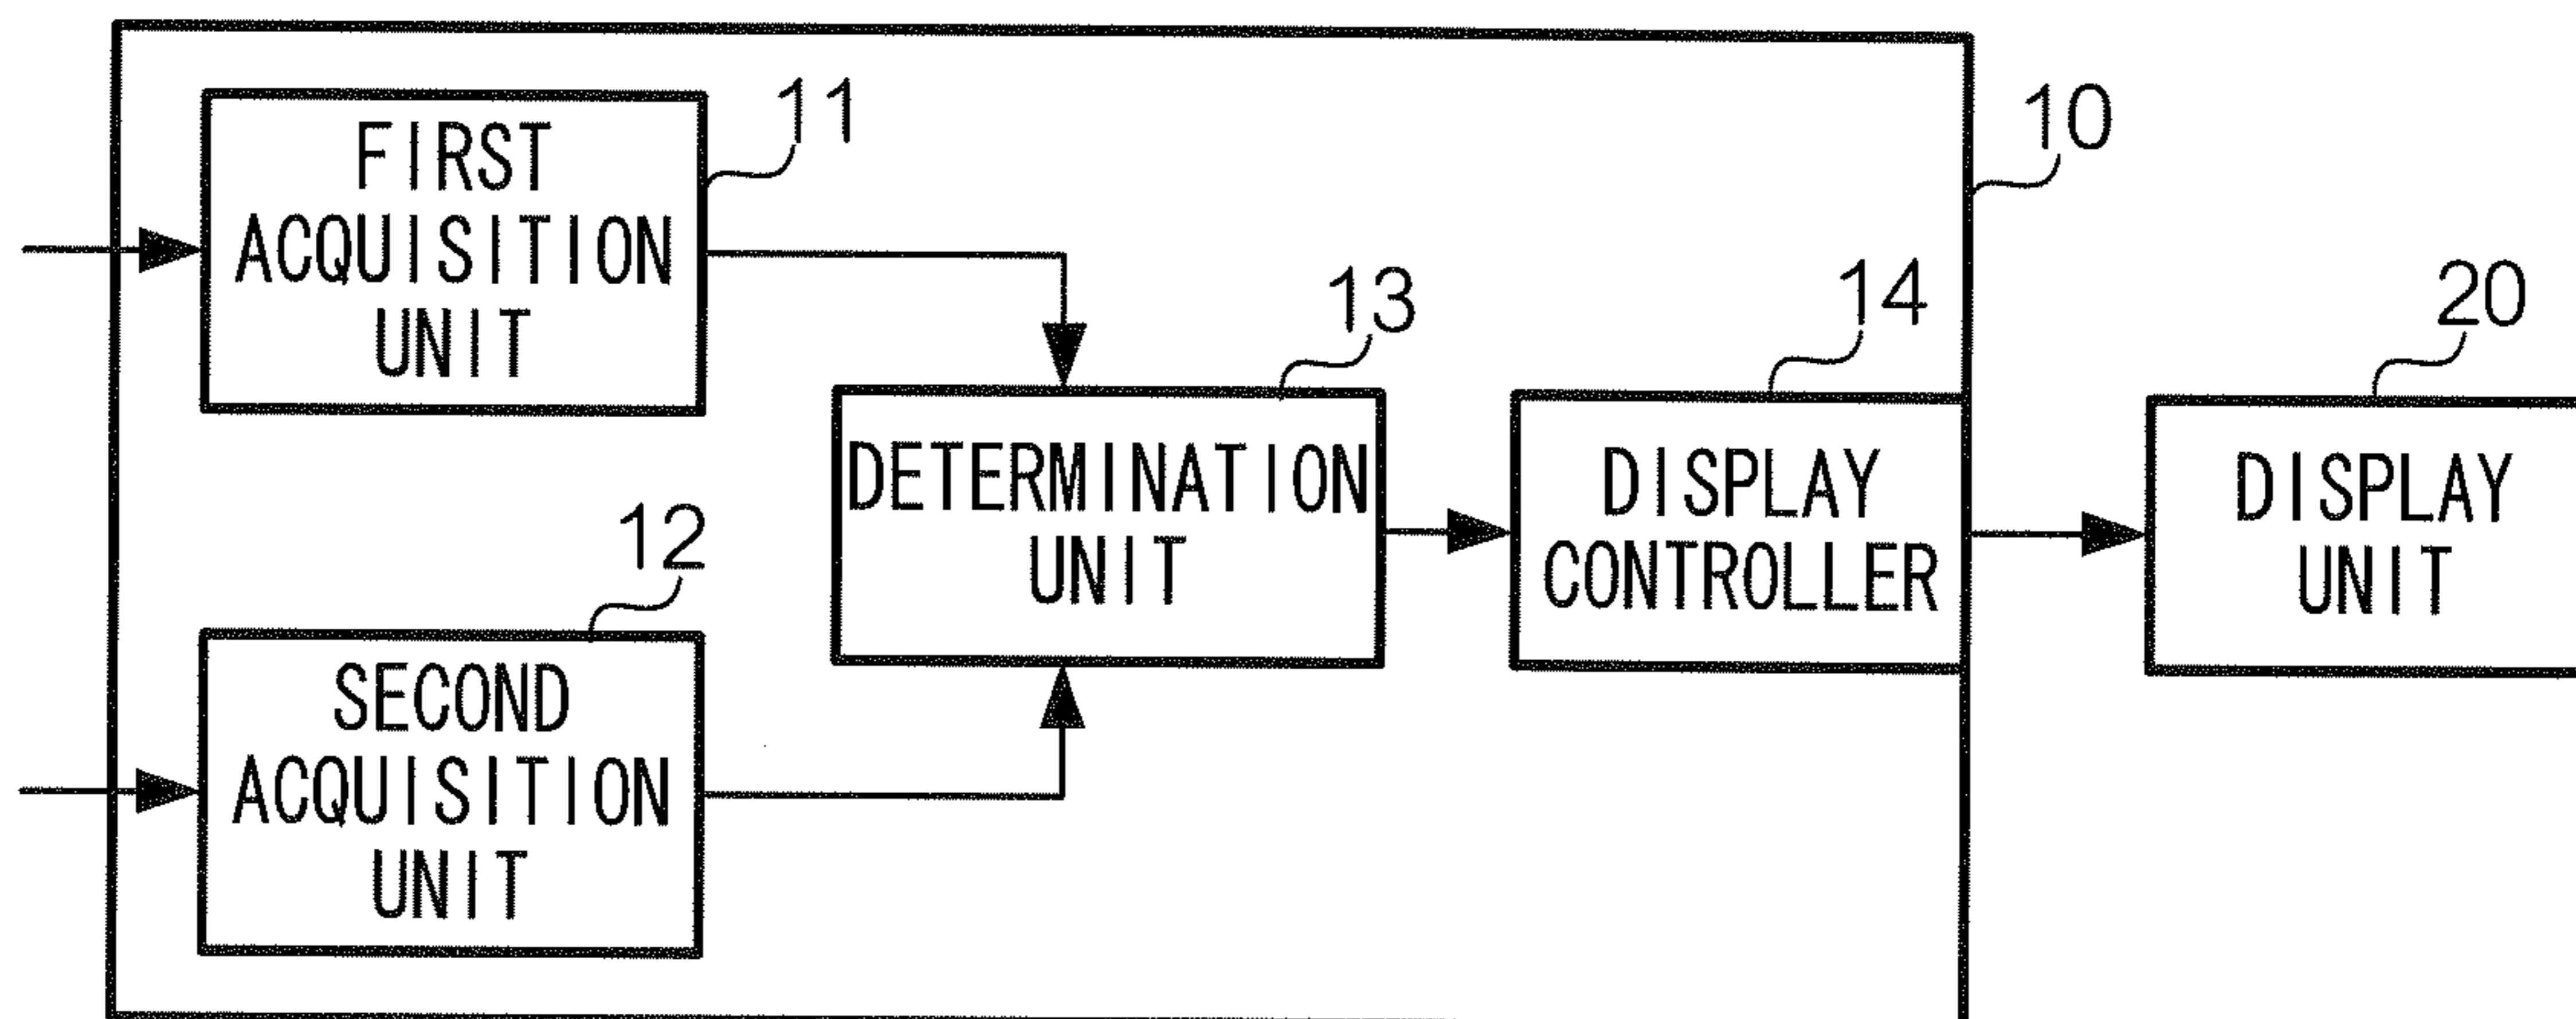 11
FIRST
ACQUISITION
UNIT
10
12
SECOND
ACQUISITION
UNIT
13
DETERMINATION
UNIT
14
DISPLAY
CONTROLLER
20
DISPLAY
UNIT